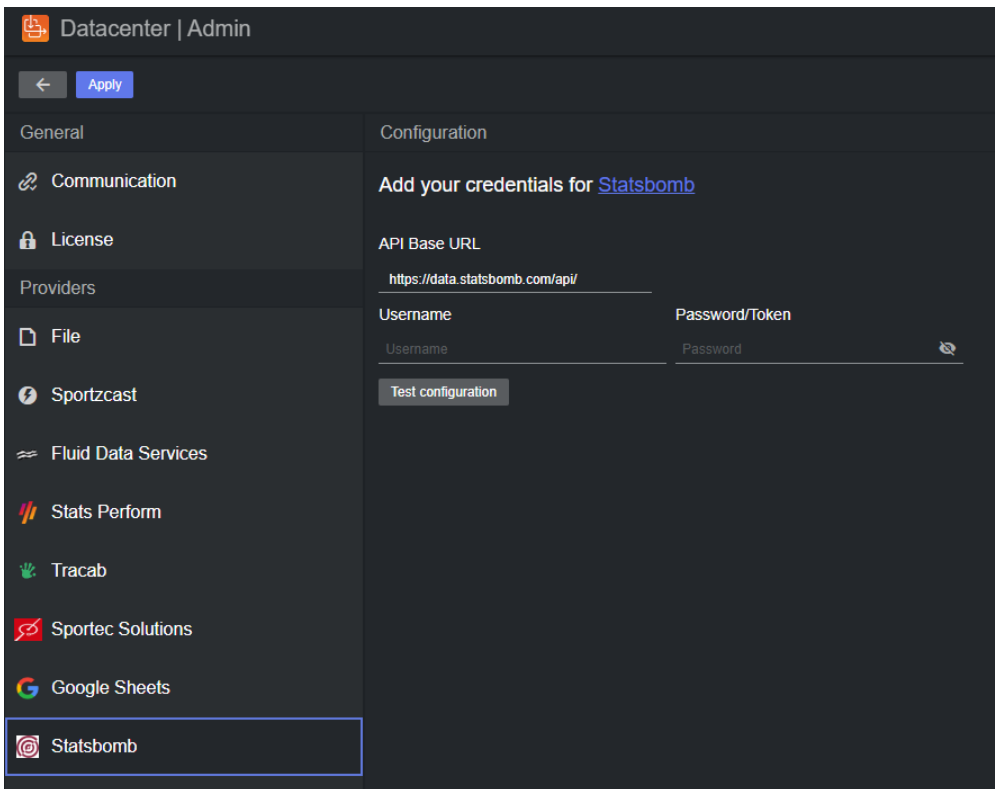 Datacenter | Admin
Apply
General
Communication
License
Providers
File
Sportzcast
Fluid Data Services
Stats Perform
Tracab
Sportec Solutions
Google Sheets
Statsbomb
Configuration
Add your credentials for Statsbomb
API Base URL
https://data.statsbomb.com/api/
Username Password/Token
Username Password
Test configuration